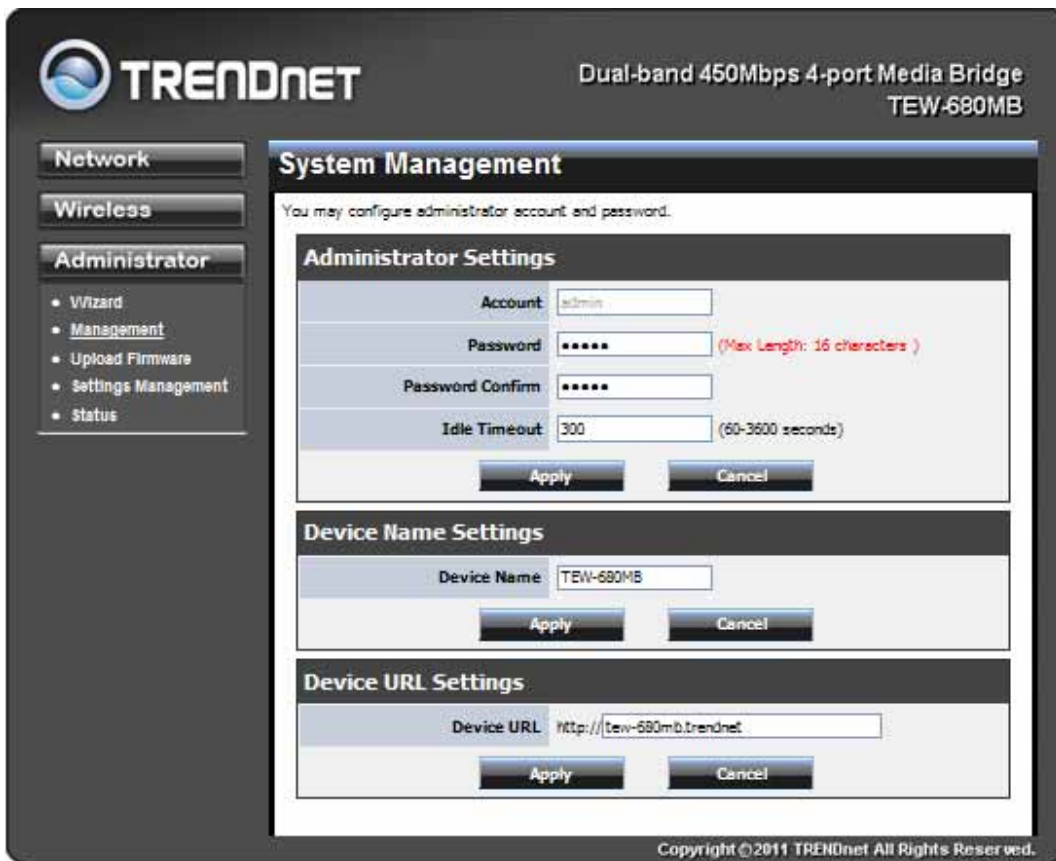 TRENDNET
Dual-band 450Mbps 4-port Media Bridge
TEW-680MB
Network
Wireless
Administrator
• Wizard
• Management
• Upload Firmware
• Settings Management
• Status
System Management
You may configure administrator account and password.
Administrator Settings
Account admin
Password ••••• (Max Length: 16 characters )
Password Confirm •••••
Idle Timeout 300 (60-3600 seconds)
Apply Cancel
Device Name Settings
Device Name TEW-680MB
Apply Cancel
Device URL Settings
Device URL http://tew-680mb.trendnet
Apply Cancel
Copyright©2011 TRENDnet All Rights Reserved.